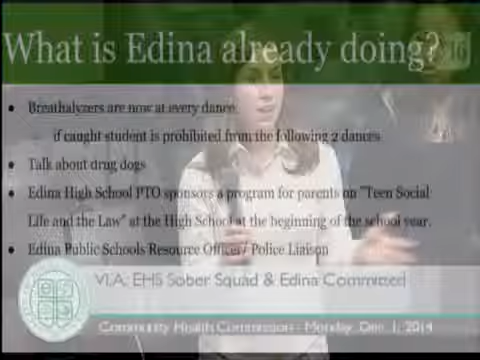 What is Edina already doing?
16
• Breathalyzers are now at every dance.
if caught student is prohibited from the following 2 dances
• Talk about drug dogs
• Edina High School PTO sponsors a program for parents on "Teen Social
Life and the Law" at the High School at the beginning of the school year.
• Edina Public Schools Resource Officer/ Police Liaison
VI.A. EHS Sober Squad & Edina Committed
Community Health Commission - Monday, Dec. 1, 2014